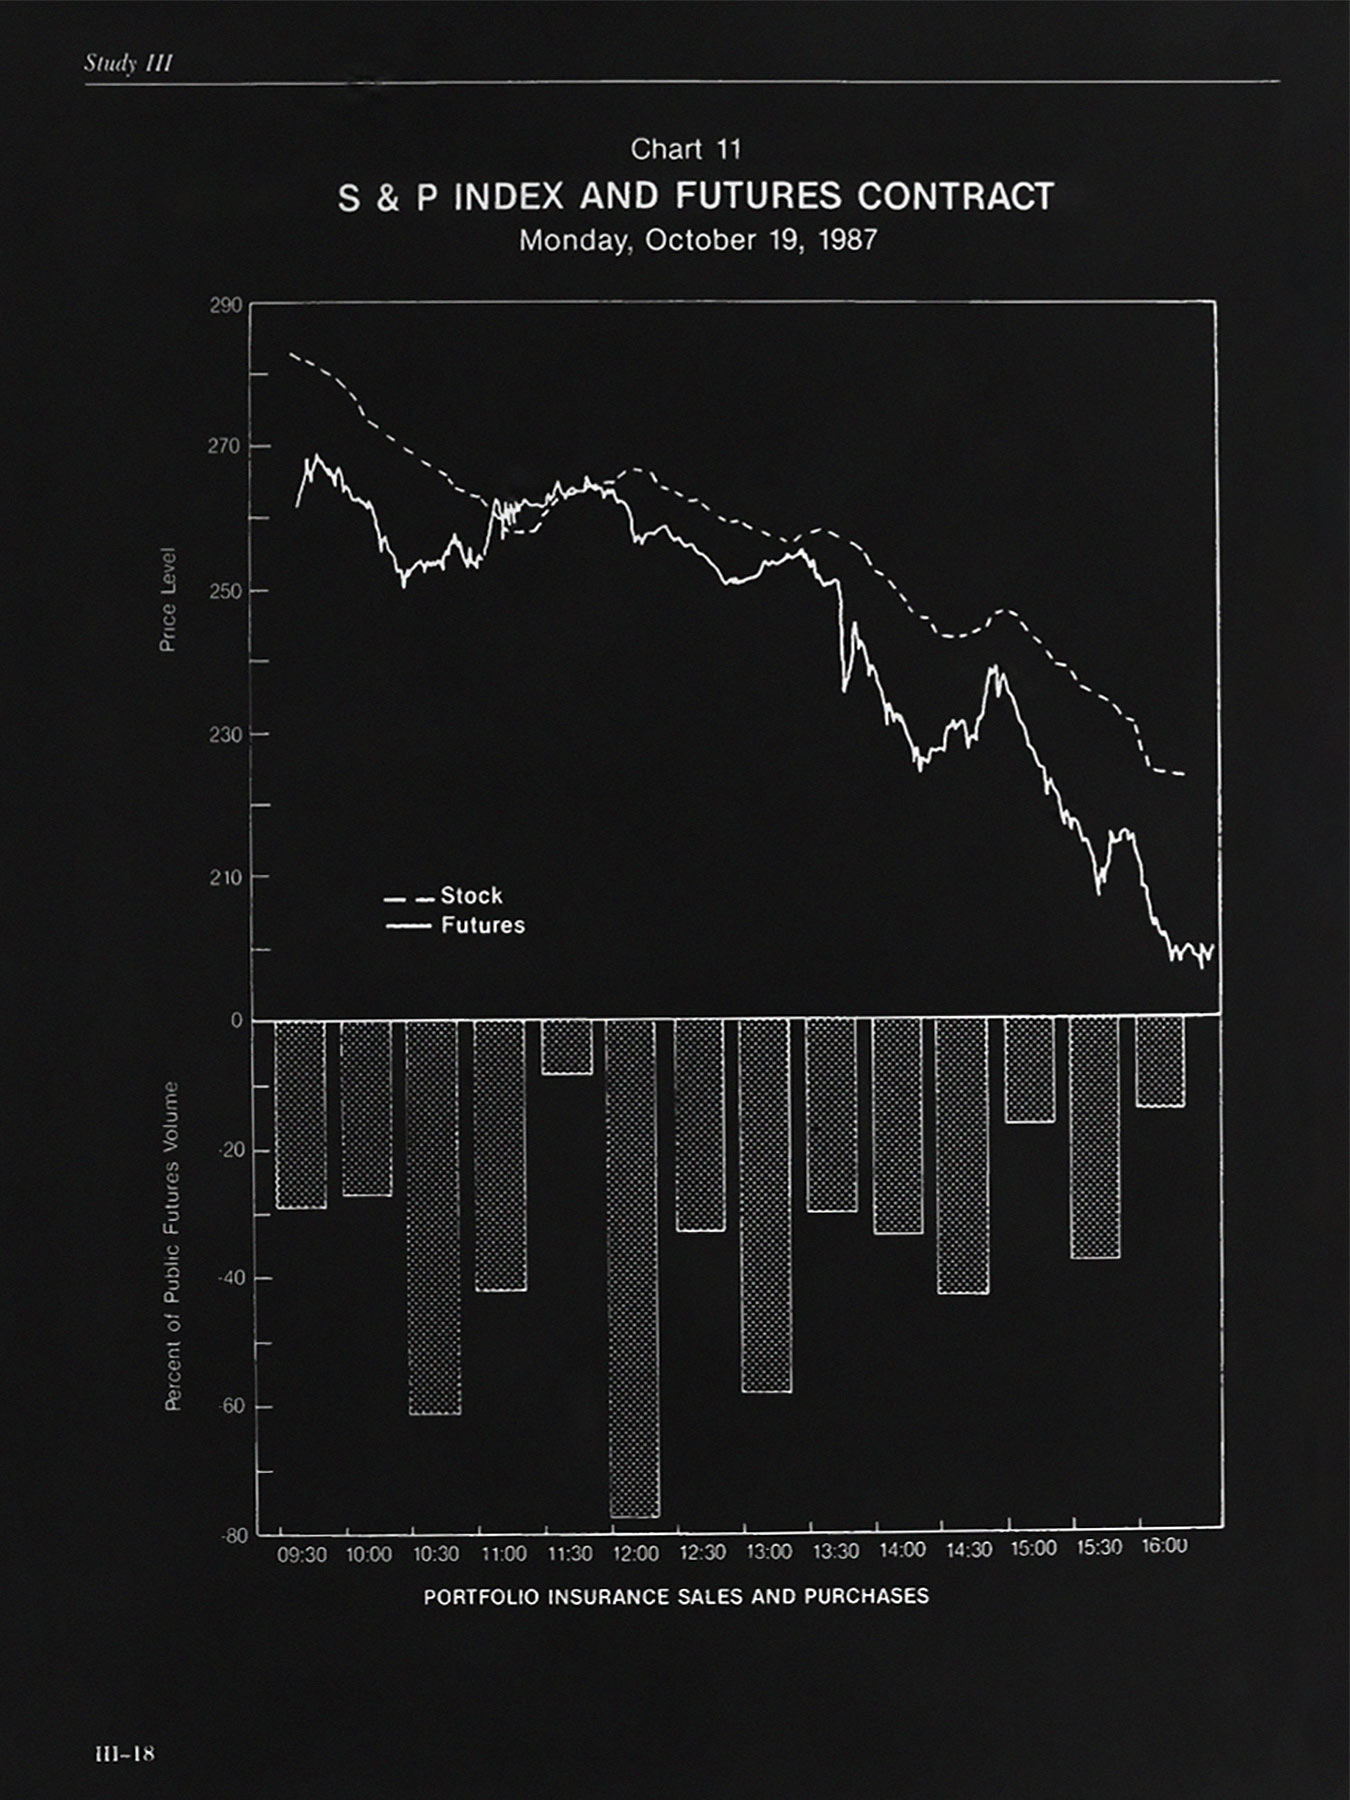 Study III
Chart 11
S & P INDEX AND FUTURES CONTRACT
Monday, October 19, 1987
290
270
250
230
210
Price Level
Stock
Futures
0
-20
-40
-60
-80
Percent of Public Futures Volume
09:30 10:00 10:30 11:00 11:30 12:00 12:30 13:00 13:30 14:00 14:30 15:00 15:30 16:00
PORTFOLIO INSURANCE SALES AND PURCHASES
III-18